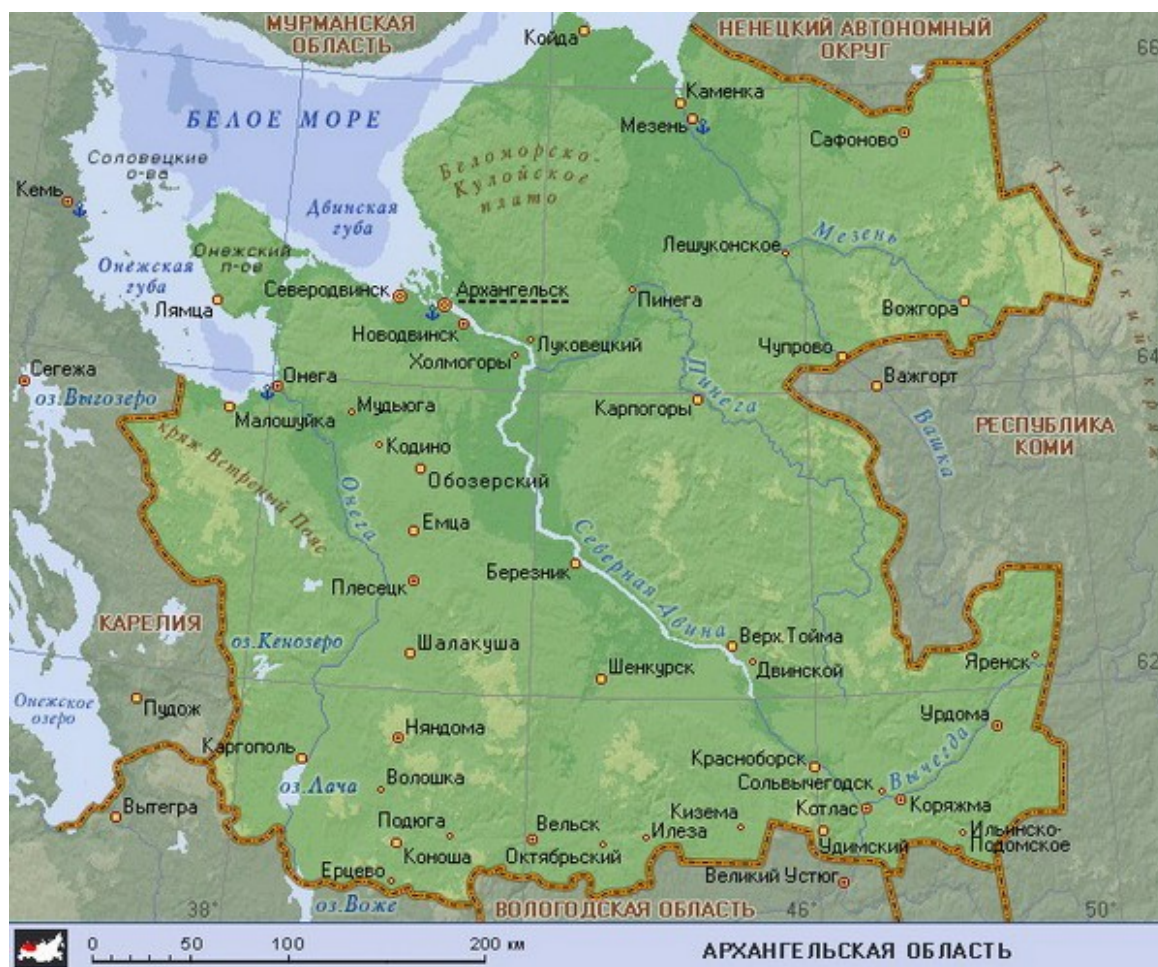 МУРМАНСКАЯ
ОБЛАСТЬ
Койда
НЕНЕЦКИЙ АВТОНОМНЫЙ
ОКРУГ
66
Каменка
БЕЛОЕ МОРЕ
Мезень
Сафоново
Соловецкие
о-ва
Беломорско-
Кулойское
плато
Кемь
Тиманский кряж
Двинская
губа
Мезень
Лешуконское
Онежский
п-ов
Онежская
губа
Северодвинск
Архангельск
Пинега
Лямца
Вожгора
Новодвинск
Луковецкий
Холмогоры
Чупрово
64
Сегежа
Онега
Важгорт
оз.Выгозеро
Пинега
Малошуйка
Мудьюга
Карпогоры
РЕСПУБЛИКА
КОМИ
Вашка
кряж Ветреный Пояс
Кодино
Обозерский
Онега
Емца
Северная Двина
Березник
Плесецк
КАРЕЛИЯ
оз.Кенозеро
Шалакуша
Верх.Тойма
Двинской
Яренск
62
Шенкурск
Онежское
озеро
Пудож
Няндома
Урдома
Каргополь
Красноборск
Вычегда
оз.Лача
Волошка
Сольвычегодск
Вытегра
Котлас
Коряжма
Подюга
Вельск
Кизема
Илеза
Ильинско-
Подомское
Коноша
Октябрьский
Удимский
Ерцево
Великий Устюг
оз.Воже
38°
ВОЛОГОДСКАЯ ОБЛАСТЬ
46°
50°
0 50 100 200 км
АРХАНГЕЛЬСКАЯ ОБЛАСТЬ